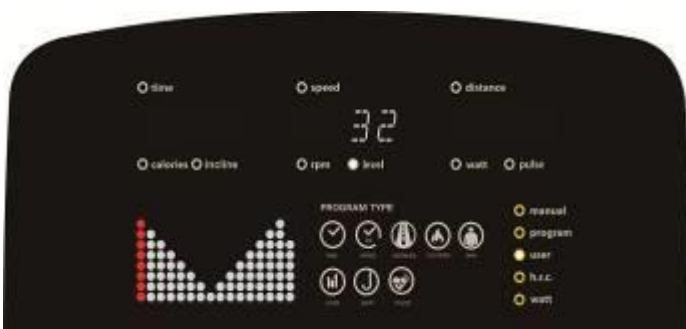 time speed distance
32
calories incline rpm level watt pulse
PROGRAM TYPE
manual
program
user
h.r.c.
watt